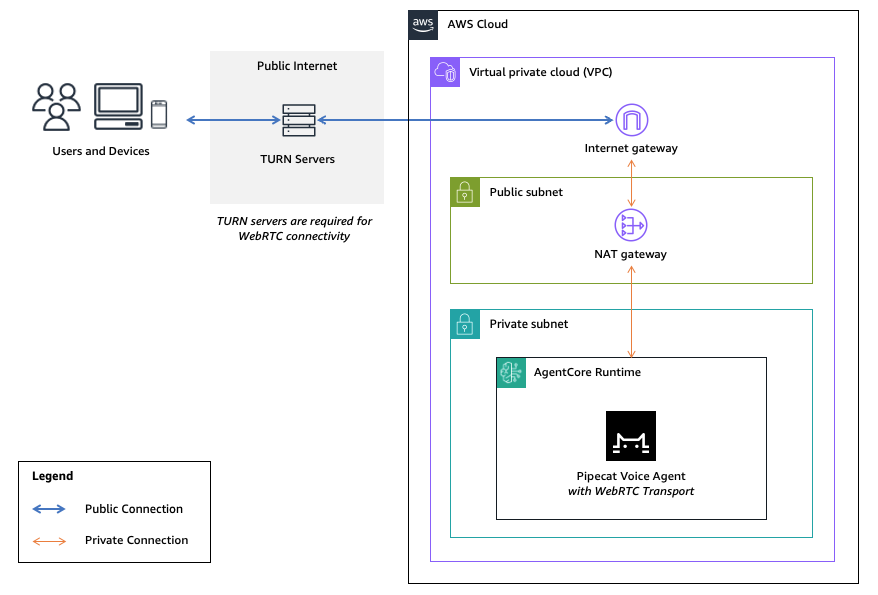 aws
AWS Cloud
Public Internet
Virtual private cloud (VPC)
Users and Devices
TURN Servers
Internet gateway
Public subnet
TURN servers are required for
WebRTC connectivity
NAT gateway
Private subnet
AgentCore Runtime
Pipecat Voice Agent
with WebRTC Transport
Legend
Public Connection
Private Connection